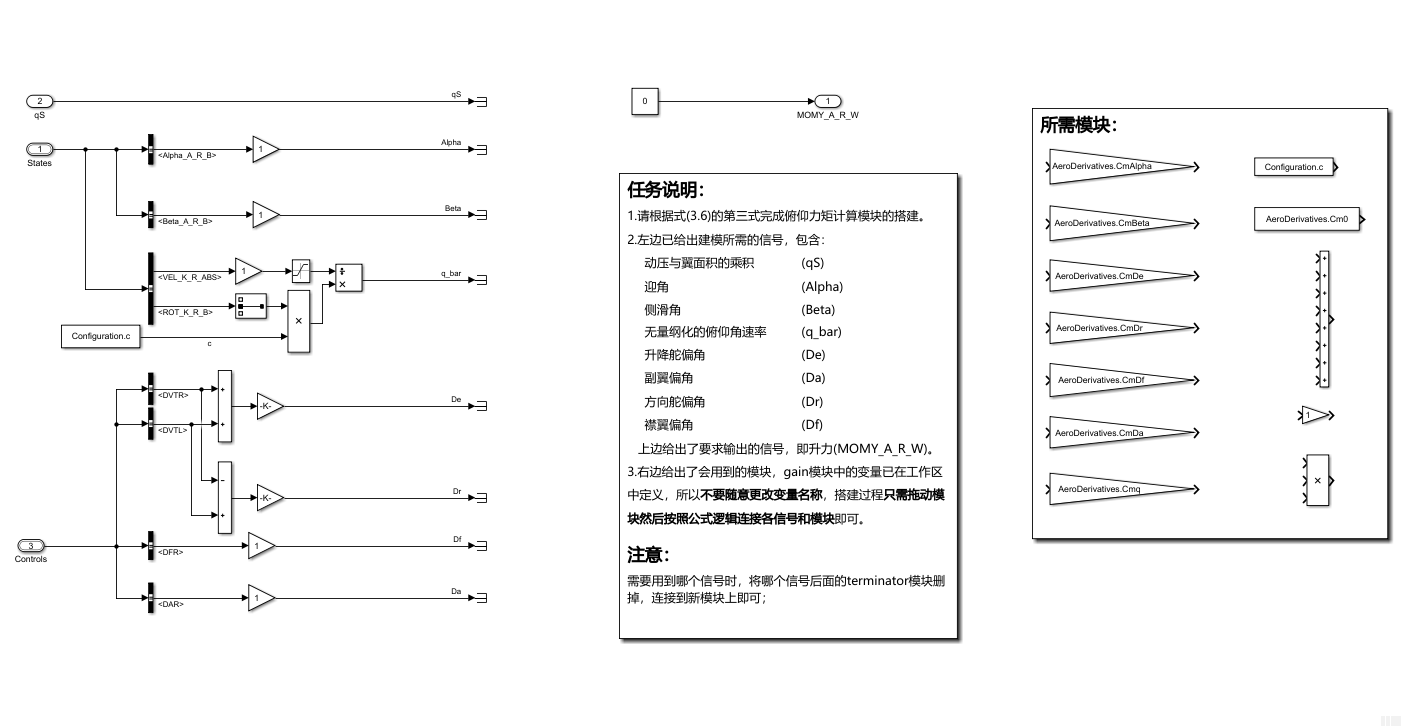 2
qS
qS
1
States
<Alpha_A_R_B>
1
Alpha
<Beta_A_R_B>
1
Beta
<VEL_K_R_ABS>
1
÷
×
q_bar
<ROT_K_R_B>
×
Configuration.c
c
<DVTR>
+
+
-K-
De
<DVTL>
-
+
-K-
Dr
3
Controls
<DFR>
1
Df
<DAR>
1
Da
0
1
MOMY_A_R_W
任务说明：
1.请根据式(3.6)的第三式完成俯仰力矩计算模块的搭建。
2.左边已给出建模所需的信号，包含：
动压与翼面积的乘积 (qS)
迎角 (Alpha)
侧滑角 (Beta)
无量纲化的俯仰角速率 (q_bar)
升降舵偏角 (De)
副翼偏角 (Da)
方向舵偏角 (Dr)
襟翼偏角 (Df)
上边给出了要求输出的信号，即升力(MOMY_A_R_W)。
3.右边给出了会用到的模块，gain模块中的变量已在工作区
中定义，所以不要随意更改变量名称，搭建过程只需拖动模
块然后按照公式逻辑连接各信号和模块即可。
注意：
需要用到哪个信号时，将哪个信号后面的terminator模块删
掉，连接到新模块上即可；
所需模块：
AeroDerivatives.CmAlpha
AeroDerivatives.CmBeta
AeroDerivatives.CmDe
AeroDerivatives.CmDr
AeroDerivatives.CmDf
AeroDerivatives.CmDa
AeroDerivatives.Cmq
Configuration.c
AeroDerivatives.Cm0
+
+
+
+
+
+
+
+
1
×